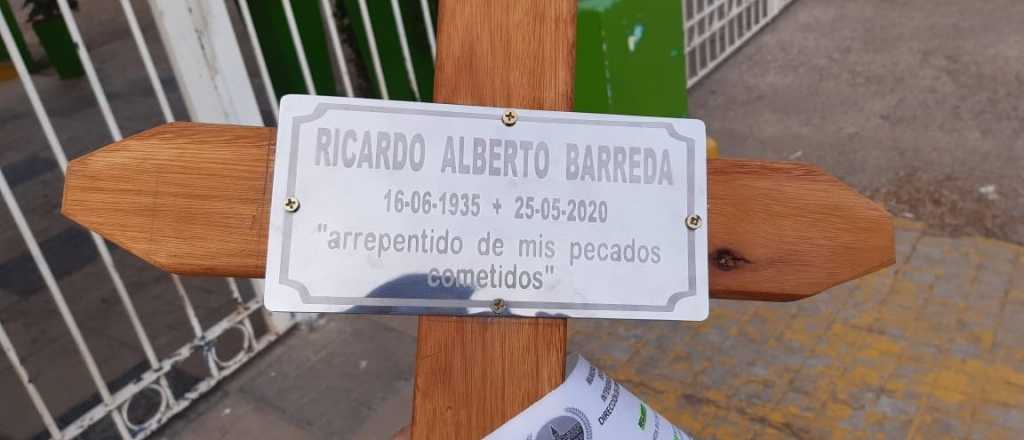 RICARDO ALBERTO BARREDA
16-06-1935 + 25-05-2020
"arrepentido de mis pecados
cometidos"